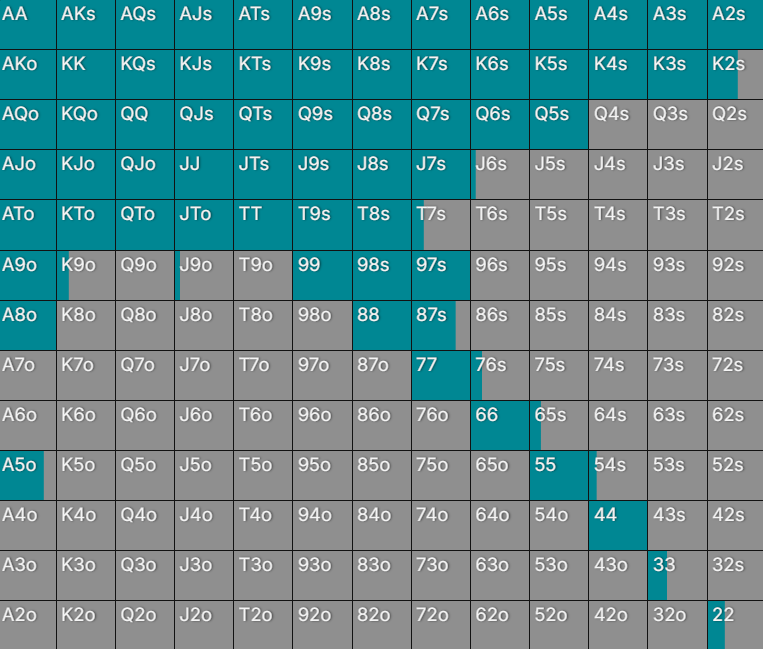 AA AKs AQs AJs ATs A9s A8s A7s A6s A5s A4s A3s A2s
AKo KK KQs KJs KTs K9s K8s K7s K6s K5s K4s K3s K2s
AQo KQo QQ QJs QTs Q9s Q8s Q7s Q6s Q5s Q4s Q3s Q2s
AJo KJo QJo JJ JTs J9s J8s J7s J6s J5s J4s J3s J2s
ATo KTo QTo JTo TT T9s T8s T7s T6s T5s T4s T3s T2s
A9o K9o Q9o J9o T9o 99 98s 97s 96s 95s 94s 93s 92s
A8o K8o Q8o J8o T8o 98o 88 87s 86s 85s 84s 83s 82s
A7o K7o Q7o J7o T7o 97o 87o 77 76s 75s 74s 73s 72s
A6o K6o Q6o J6o T6o 96o 86o 76o 66 65s 64s 63s 62s
A5o K5o Q5o J5o T5o 95o 85o 75o 65o 55 54s 53s 52s
A4o K4o Q4o J4o T4o 94o 84o 74o 64o 54o 44 43s 42s
A3o K3o Q3o J3o T3o 93o 83o 73o 63o 53o 43o 33 32s
A2o K2o Q2o J2o T2o 92o 82o 72o 62o 52o 42o 32o 22